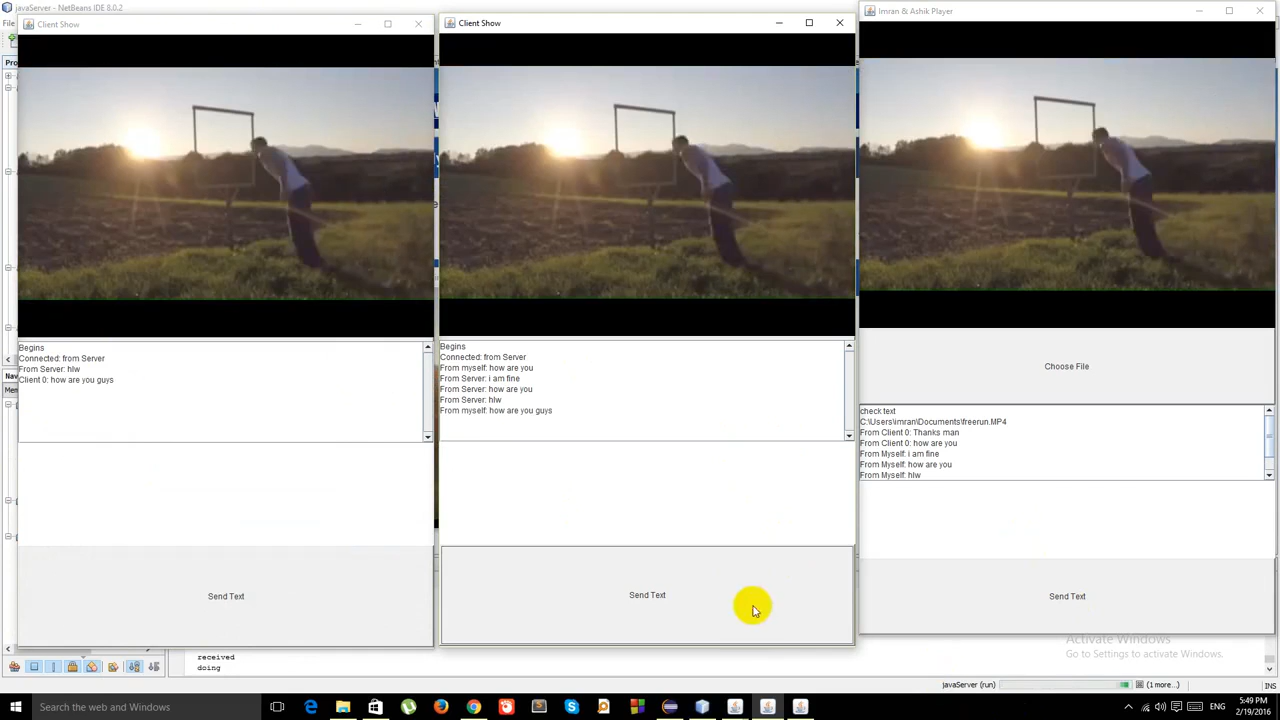 javaServer - NetBeans IDE 8.0.2
File
Client Show
Client Show
Imran & Ashik Player
Begins
Connected: from Server
From Server: hlw
Client 0: how are you guys
Send Text
Begins
Connected: from Server
From myself: how are you
From Server: i am fine
From Server: how are you
From Server: hlw
From myself: how are you guys
Send Text
Choose File
check text
C:\Users\imran\Documents\freerun.MP4
From Client 0: Thanks man
From Client 0: how are you
From Myself: i am fine
From Myself: how are you
From Myself: hlw
Send Text
Activate Windows
Go to Settings to activate Windows.
received
doing
javaServer (run)
(1 more...)
INS
Search the web and Windows
ENG
5:49 PM
2/19/2016